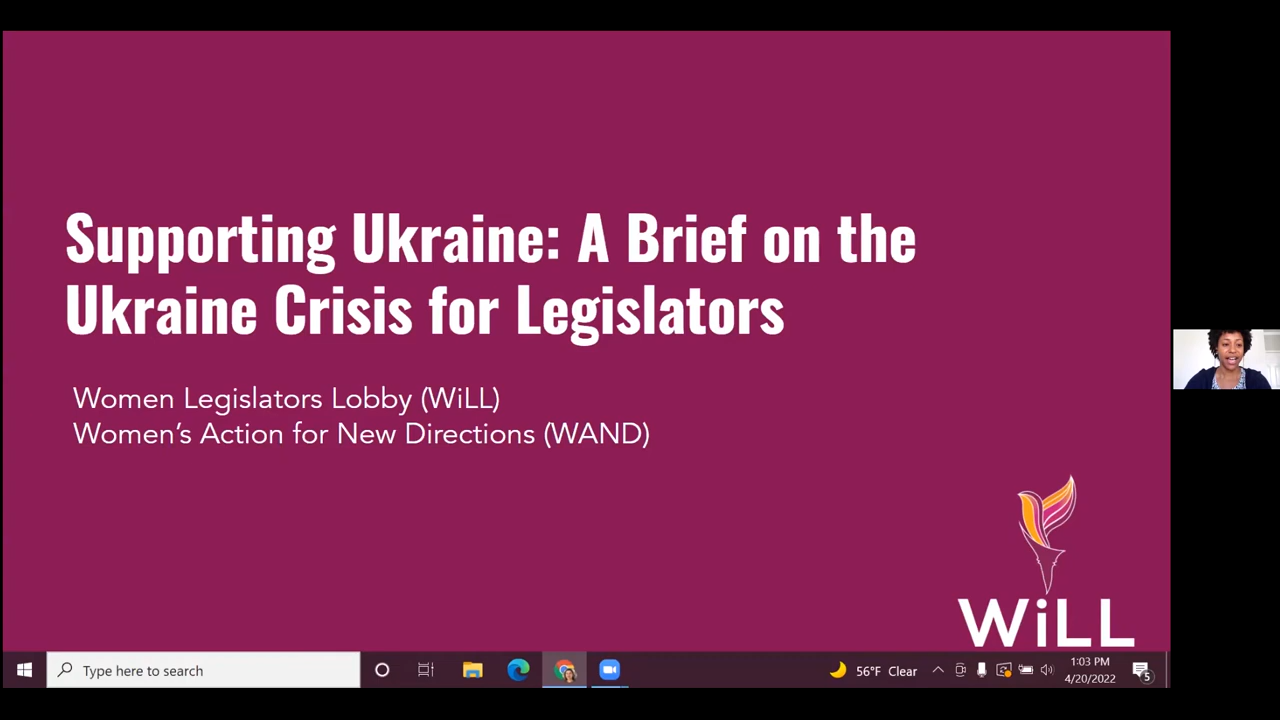 Supporting Ukraine: A Brief on the
Ukraine Crisis for Legislators
Women Legislators Lobby (WiLL)
Women's Action for New Directions (WAND)
WiLL
Type here to search
56°F Clear
1:03 PM
4/20/2022
5